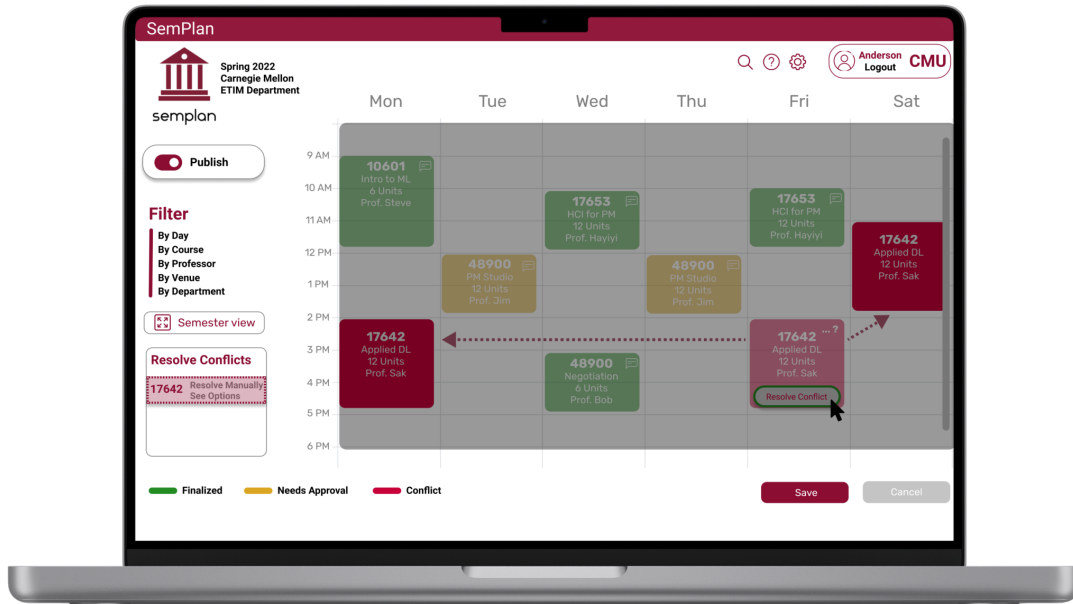 SemPlan
Spring 2022
Carnegie Mellon
ETIM Department
semplan
Anderson
Logout
CMU
Mon Tue Wed Thu Fri Sat
Publish
Filter
By Day
By Course
By Professor
By Venue
By Department
Semester view
Resolve Conflicts
17642 Resolve Manually
See Options
9 AM
10 AM
11 AM
12 PM
1 PM
2 PM
3 PM
4 PM
5 PM
6 PM
10601
Intro to ML
6 Units
Prof. Steve
17642
Applied DL
12 Units
Prof. Sak
48900
PM Studio
12 Units
Prof. Jim
17653
HCI for PM
12 Units
Prof. Hayiyi
48900
Negotiation
6 Units
Prof. Bob
48900
PM Studio
12 Units
Prof. Jim
17653
HCI for PM
12 Units
Prof. Hayiyi
17642 ... ?
Applied DL
12 Units
Prof. Sak
Resolve Conflict
17642
Applied DL
12 Units
Prof. Sak
Finalized
Needs Approval
Conflict
Save
Cancel